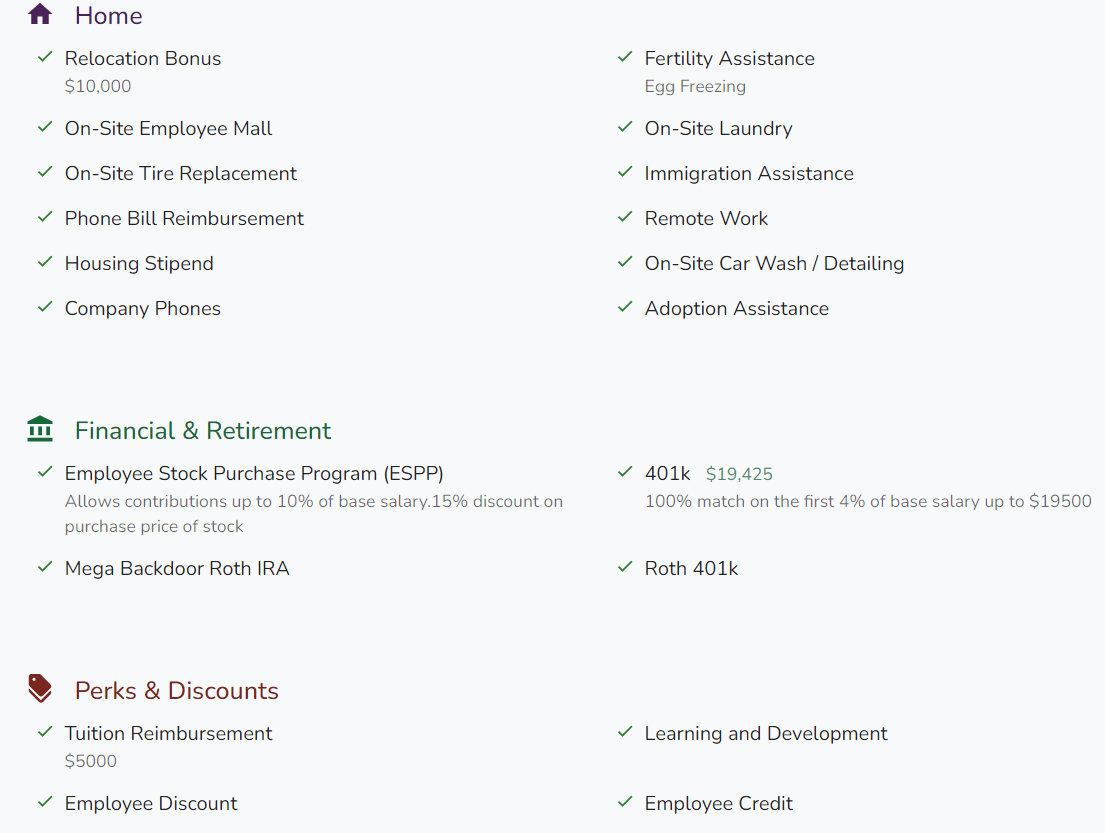 Home
Relocation Bonus
$10,000
Fertility Assistance
Egg Freezing
On-Site Employee Mall
On-Site Laundry
On-Site Tire Replacement
Immigration Assistance
Phone Bill Reimbursement
Remote Work
Housing Stipend
On-Site Car Wash / Detailing
Company Phones
Adoption Assistance
Financial & Retirement
Employee Stock Purchase Program (ESPP)
Allows contributions up to 10% of base salary.15% discount on
purchase price of stock
401k $19,425
100% match on the first 4% of base salary up to $19500
Mega Backdoor Roth IRA
Roth 401k
Perks & Discounts
Tuition Reimbursement
$5000
Learning and Development
Employee Discount
Employee Credit